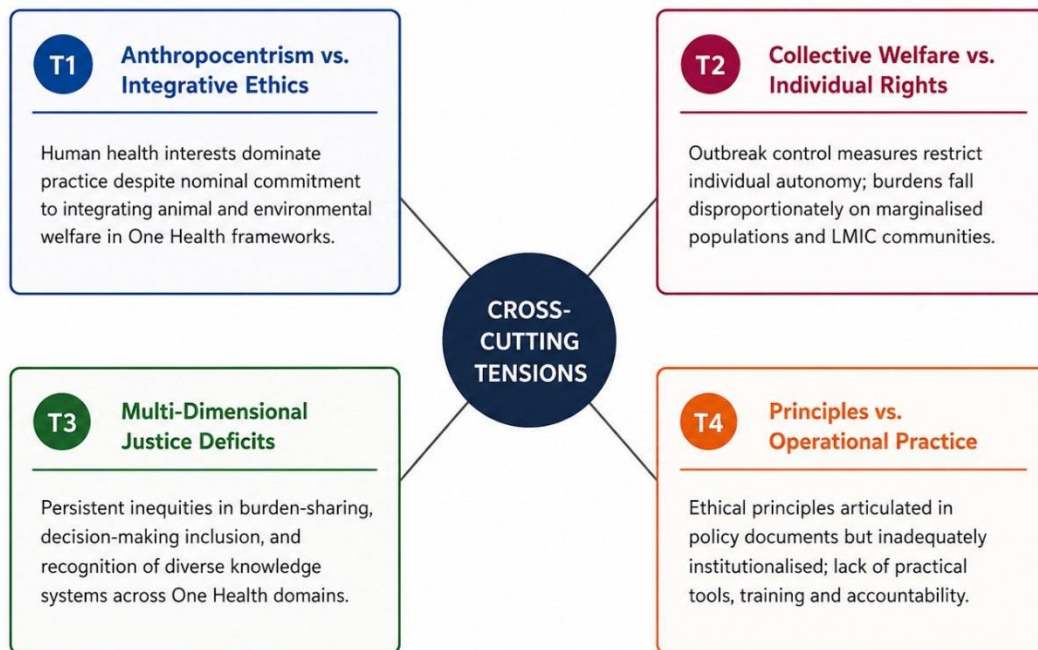 T1
Anthropocentrism vs.
Integrative Ethics
Human health interests dominate
practice despite nominal commitment
to integrating animal and environmental
welfare in One Health frameworks.
T2
Collective Welfare vs.
Individual Rights
Outbreak control measures restrict
individual autonomy; burdens fall
disproportionately on marginalised
populations and LMIC communities.
CROSS-
CUTTING
TENSIONS
T3
Multi-Dimensional
Justice Deficits
Persistent inequities in burden-sharing,
decision-making inclusion, and
recognition of diverse knowledge
systems across One Health domains.
T4
Principles vs.
Operational Practice
Ethical principles articulated in
policy documents but inadequately
institutionalised; lack of practical
tools, training and accountability.